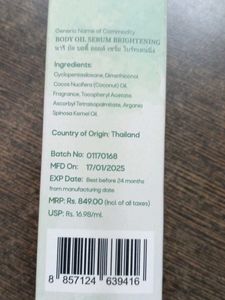 Generic Name of Commodity
BODY OIL SERUM BRIGHTENING
Ingredients:
Cyclopentasiloxane, Dimethiconol
Cocos Nucifera (Coconut) Oil,
Fragrance, Tocopheryl Acetate,
Ascorbyl Tetraisopalmitate, Argania
Spinosa Kernel Oil.
Country of Origin: Thailand
Batch No: 01170168
MFD On: 17/01/2025
EXP Date: Best before 24 months
from manufacturing date
MRP: Rs. 849.00 (Incl. of all taxes)
USP: Rs. 16.98/ml.
8 857124 639416